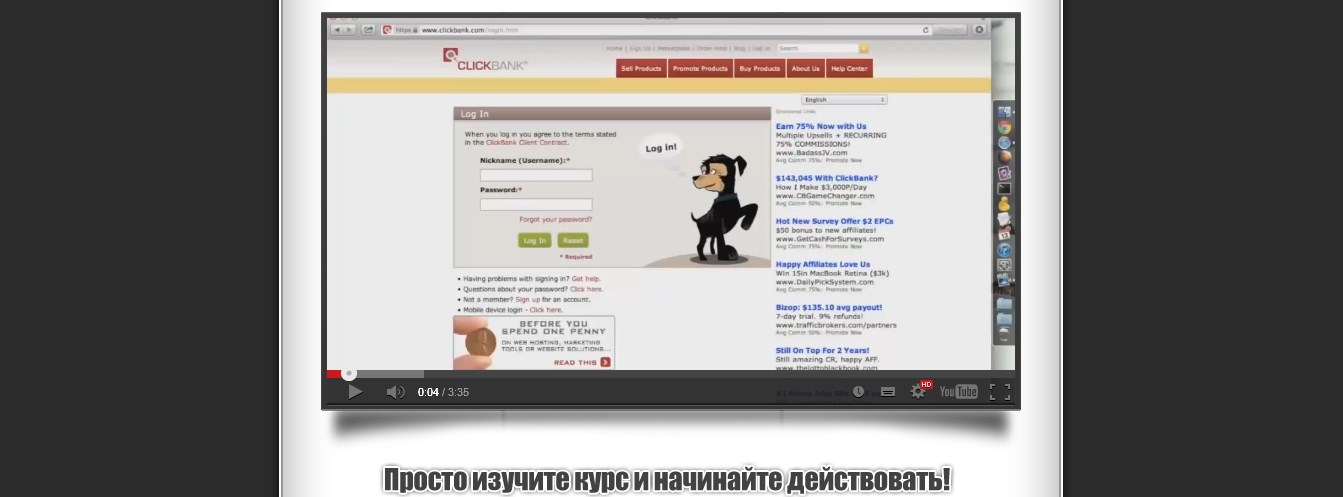 https www.clickbank.com/login.htm
CLICKBANK
Home | Sign Up | Marketplace | Order Help | Blog | Log In Search
Sell Products Promote Products Buy Products About Us Help Center
English
Log In
When you log in you agree to the terms stated
in the ClickBank Client Contract.
Nickname (Username):*
Password:*
Forgot your password?
Log In Reset
* Required
Log in!
• Having problems with signing in? Get help.
• Questions about your password? Click here.
• Not a member? Sign up for an account.
• Mobile device login - Click here.
BEFORE YOU
SPEND ONE PENNY
ON WEB HOSTING, MARKETING
TOOLS OR WEBSITE SOLUTIONS...
READ THIS
Sponsored Links
Earn 75% Now with Us
Multiple Upsells + RECURRING
75% COMMISSIONS!
www.BadassJV.com
Avg Comm 75%: Promote Now
$143,045 With ClickBank?
How I Make $3,000P/Day
www.CBGameChanger.com
Avg Comm 50%: Promote Now
Hot New Survey Offer $2 EPCs
$50 bonus to new affiliates!
www.GetCashForSurveys.com
Avg Comm 75%: Promote Now
Happy Affiliates Love Us
Win 15in MacBook Retina ($3k)
www.DailyPickSystem.com
Avg Comm 75%: Promote Now
Bizop: $135.10 avg payout!
7-day trial. 9% refunds!
www.trafficbrokers.com/partners
Avg Comm 50%: Promote Now
Still On Top For 2 Years!
Still amazing CR, happy AFF.
www.thelottoblackbook.com
0:04 / 3:35
HD
YouTube
Просто изучите курс и начинайте действовать!